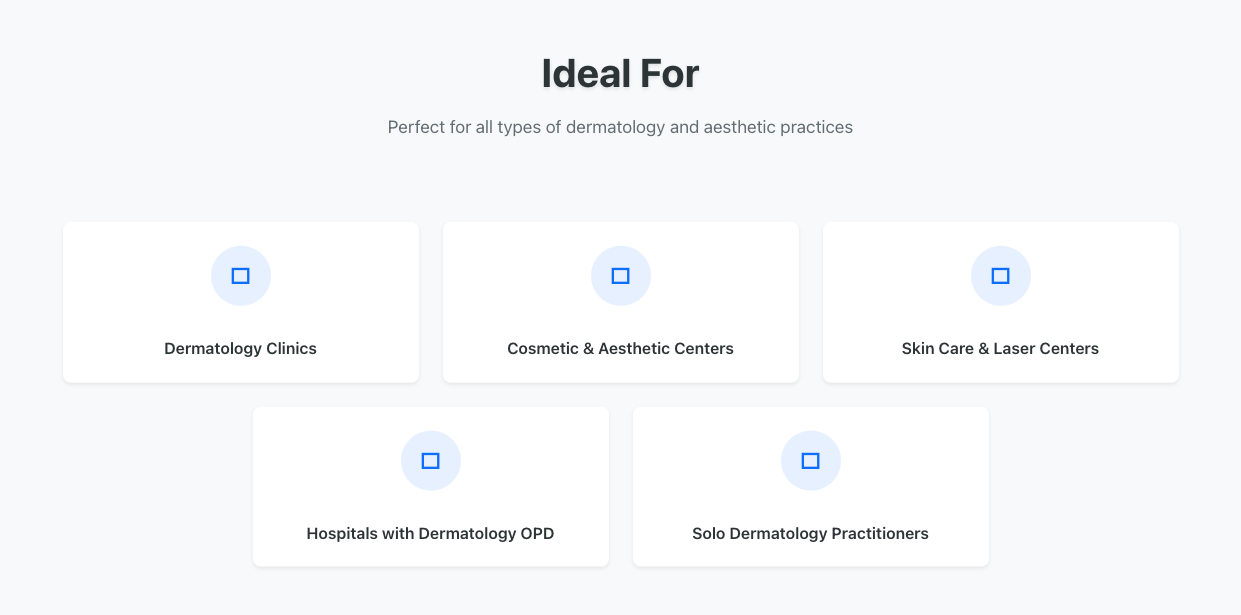 Ideal For
Perfect for all types of dermatology and aesthetic practices
Dermatology Clinics
Cosmetic & Aesthetic Centers
Skin Care & Laser Centers
Hospitals with Dermatology OPD
Solo Dermatology Practitioners